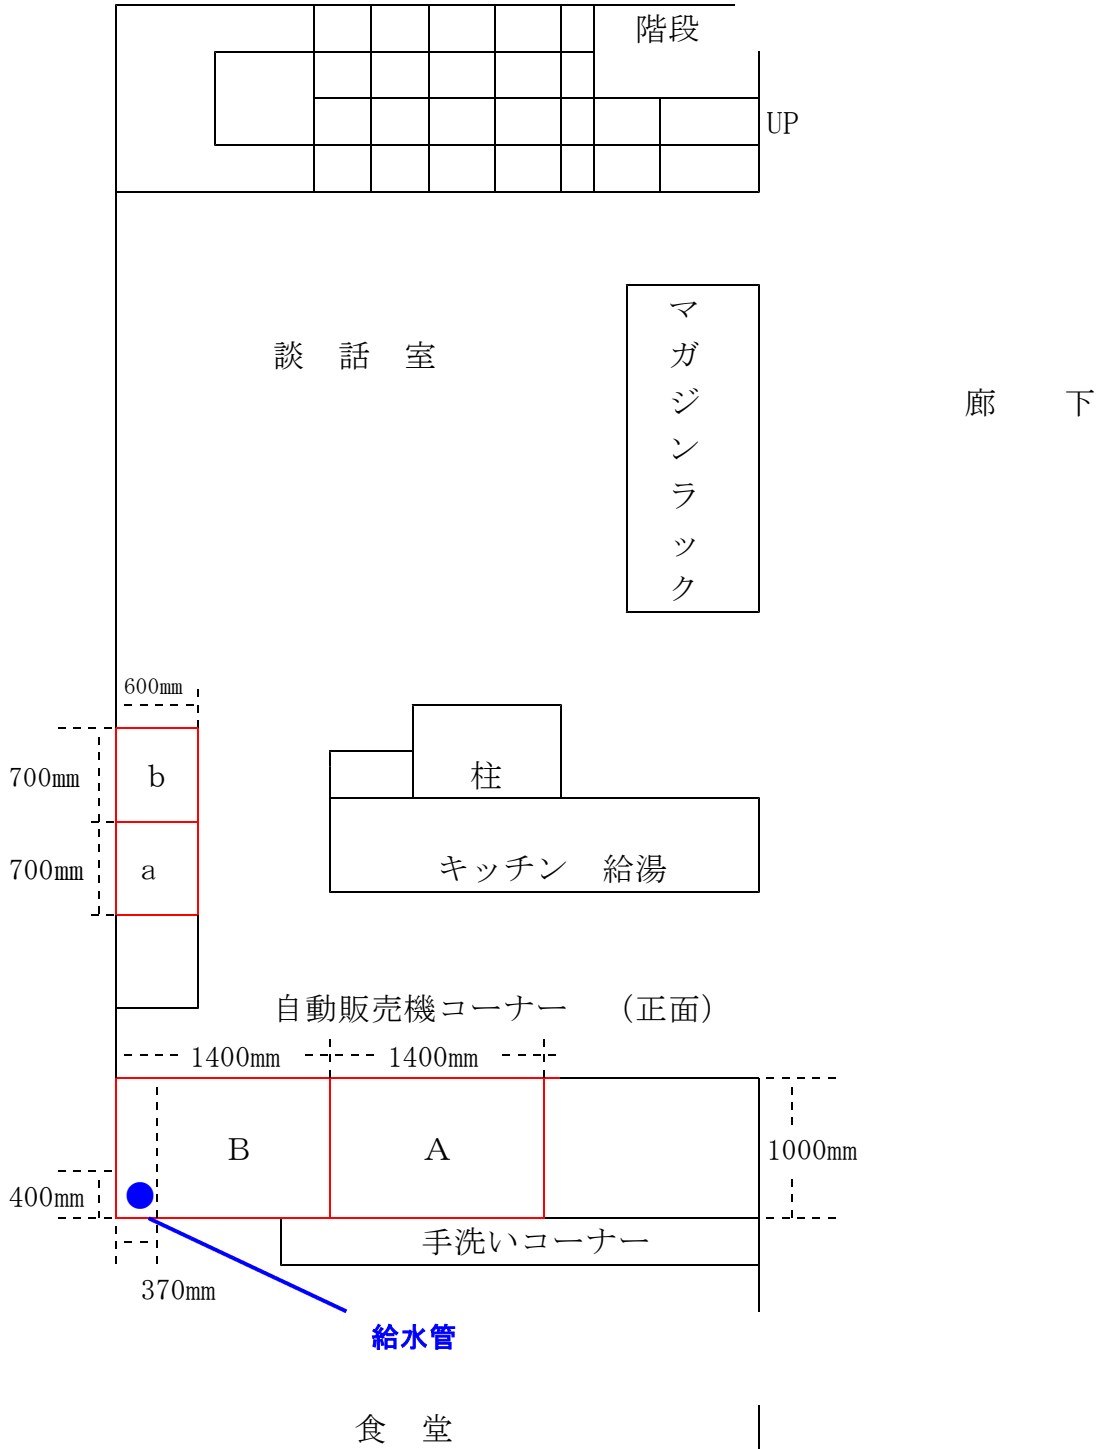 階段
UP
マガジンラック
談　話　室
廊　　下
600mm
700mm
b
柱
700mm
a
キッチン　給湯
自動販売機コーナー　（正面）
1400mm
1400mm
B
A
1000mm
400mm
手洗いコーナー
370mm
給水管
食　堂